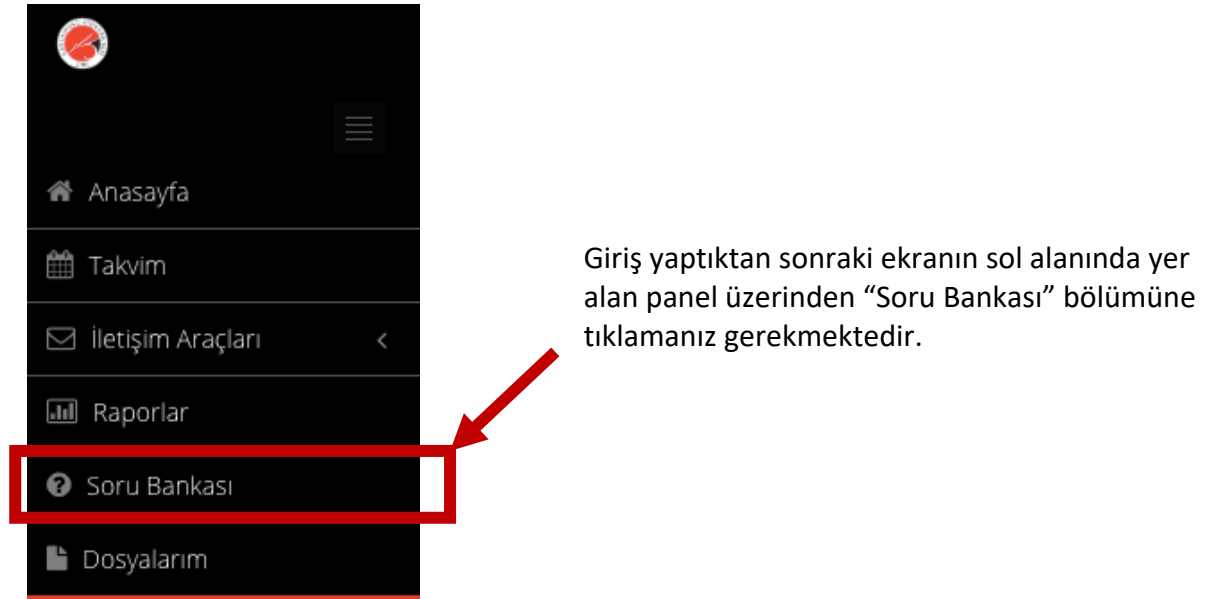 Anasayfa
Takvim
İletişim Araçları
Raporlar
Soru Bankası
Dosyalarım
Giriş yaptıktan sonraki ekranın sol alanında yer
alan panel üzerinden “Soru Bankası” bölümüne
tıklamanız gerekmektedir.